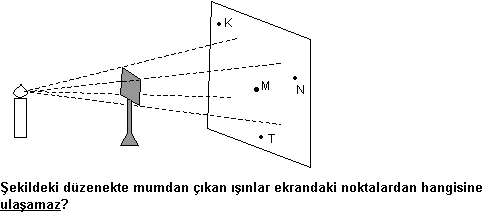 K
M
N
T
Şekildeki düzenekte mumdan çıkan ışınlar ekrandaki noktalardan hangisine
ulaşamaz?